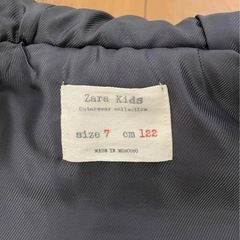 Zara Kids
Outerwear collection
size 7 cm 122
MADE IN MOROCCO